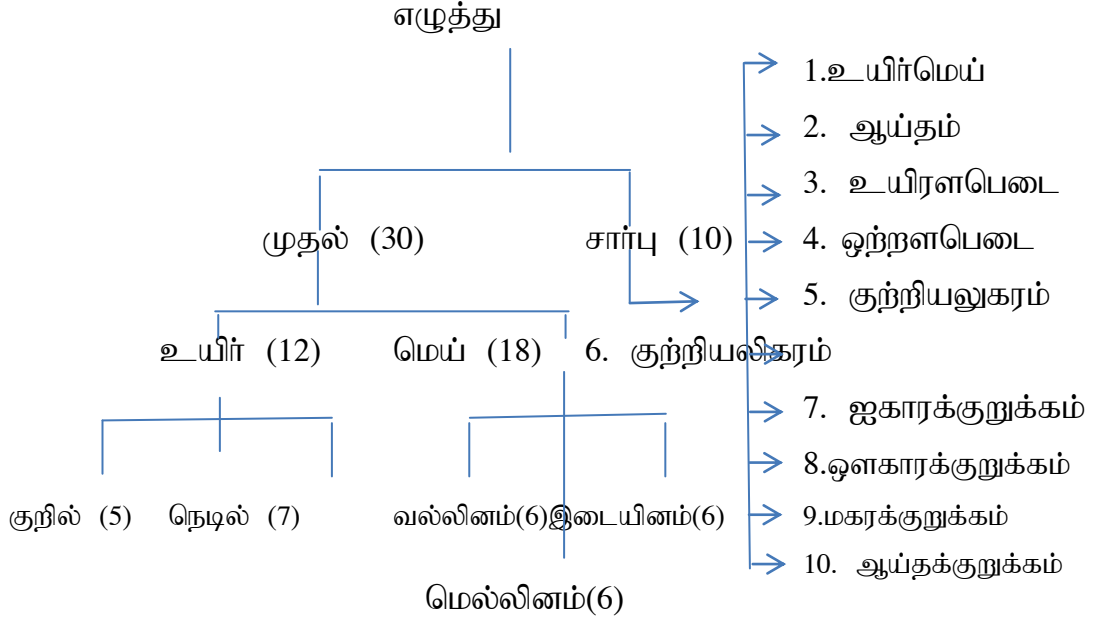 எழுத்து
1.உயிர்மெய்
2. ஆய்தம்
3. உயிரளபெடை
முதல் (30) சார்பு (10) 4. ஒற்றளபெடை
5. குற்றியலுகரம்
உயிர் (12) மெய் (18) 6. குற்றியலிகரம்
7. ஐகாரக்குறுக்கம்
8.ஔகாரக்குறுக்கம்
குறில் (5) நெடில் (7) வல்லினம்(6)இடையினம்(6) 9.மகரக்குறுக்கம்
10. ஆய்தக்குறுக்கம்
மெல்லினம்(6)